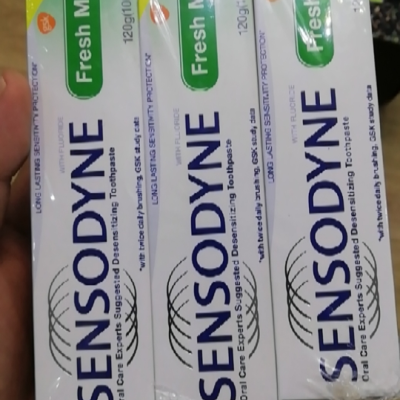 GSK
Fresh M
120g(10
LONG LASTING SENSITIVITY PROTECTION*
WITH FLUORIDE
SENSODYNE
Oral Care Experts Suggested Desensitizing Toothpaste
*with twice daily brushing, GSK study data
Fresh M
120g(
LONG LASTING SENSITIVITY PROTECTION*
WITH FLUORIDE
SENSODYNE
Oral Care Experts Suggested Desensitizing Toothpaste
*with twice daily brushing, GSK study data
Fresh
LONG LASTING SENSITIVITY PROTECTION*
WITH FLUORIDE
SENSODYNE
Oral Care Experts Suggested Desensitizing Toothpaste
*with twice daily brushing, GSK study data